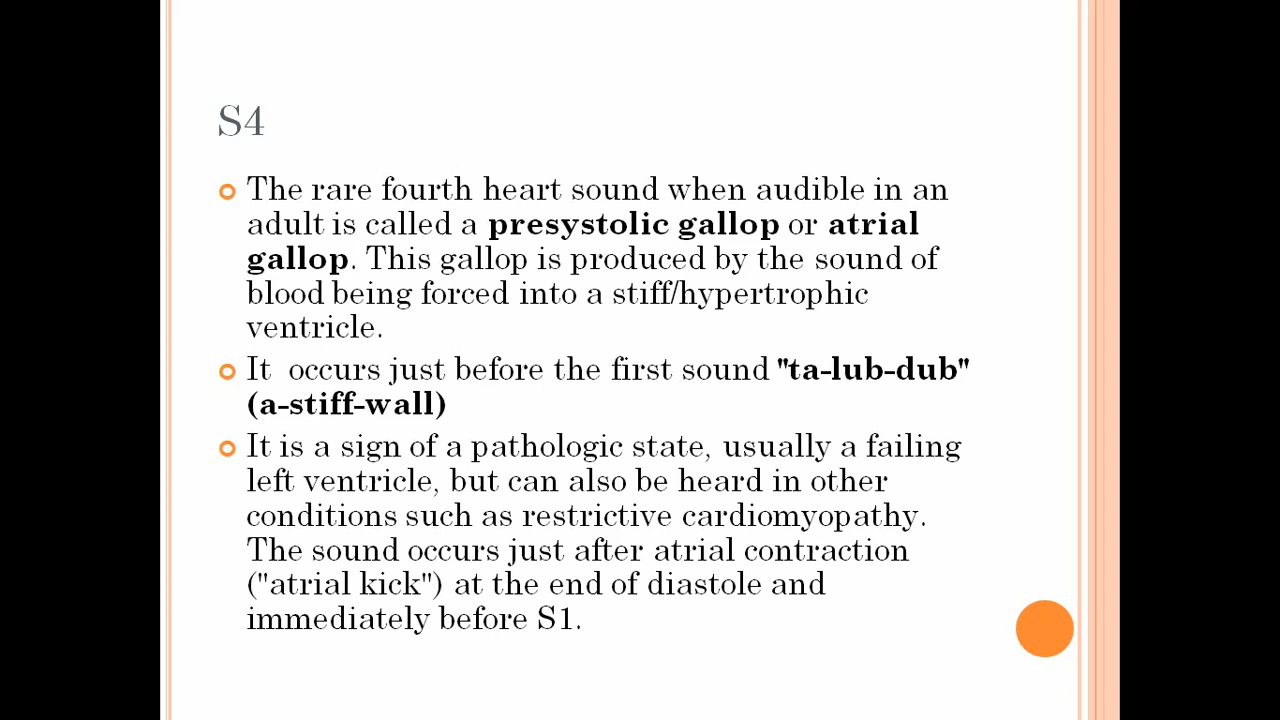 S4
The rare fourth heart sound when audible in an
adult is called a presystolic gallop or atrial
gallop. This gallop is produced by the sound of
blood being forced into a stiff/hypertrophic
ventricle.
It  occurs just before the first sound "ta-lub-dub"
(a-stiff-wall)
It is a sign of a pathologic state, usually a failing
left ventricle, but can also be heard in other
conditions such as restrictive cardiomyopathy.
The sound occurs just after atrial contraction
("atrial kick") at the end of diastole and
immediately before S1.